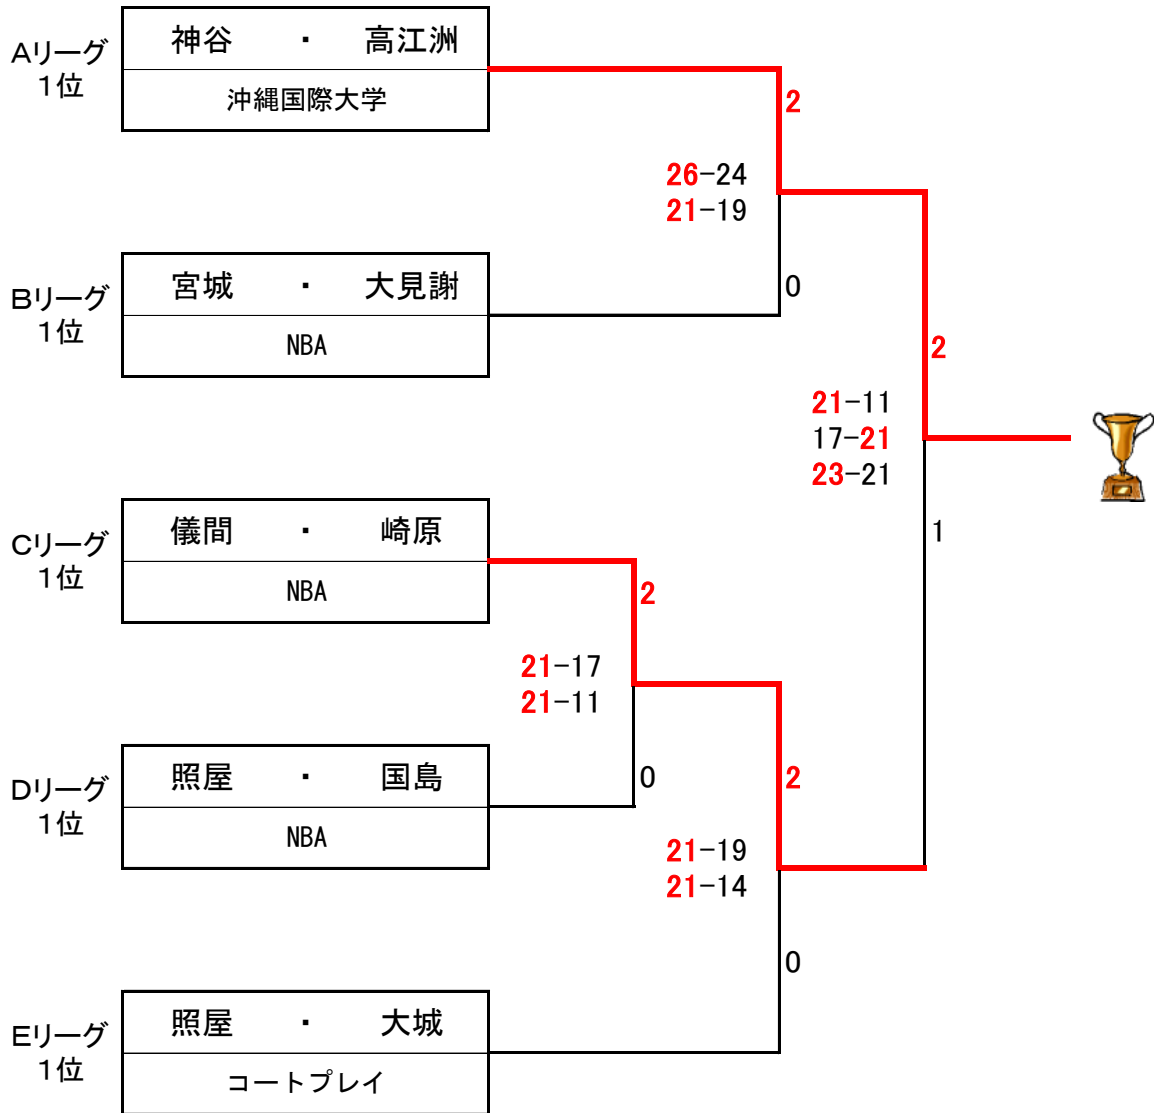 Aリーグ
1位
神谷 ・ 高江洲
沖縄国際大学
2
26-24
21-19
Bリーグ
1位
宮城 ・ 大見謝
NBA
0
2
21-11
17-21
23-21
Cリーグ
1位
儀間 ・ 崎原
NBA
2
1
21-17
21-11
Dリーグ
1位
照屋 ・ 国島
NBA
0
2
21-19
21-14
0
Eリーグ
1位
照屋 ・ 大城
コートプレイ